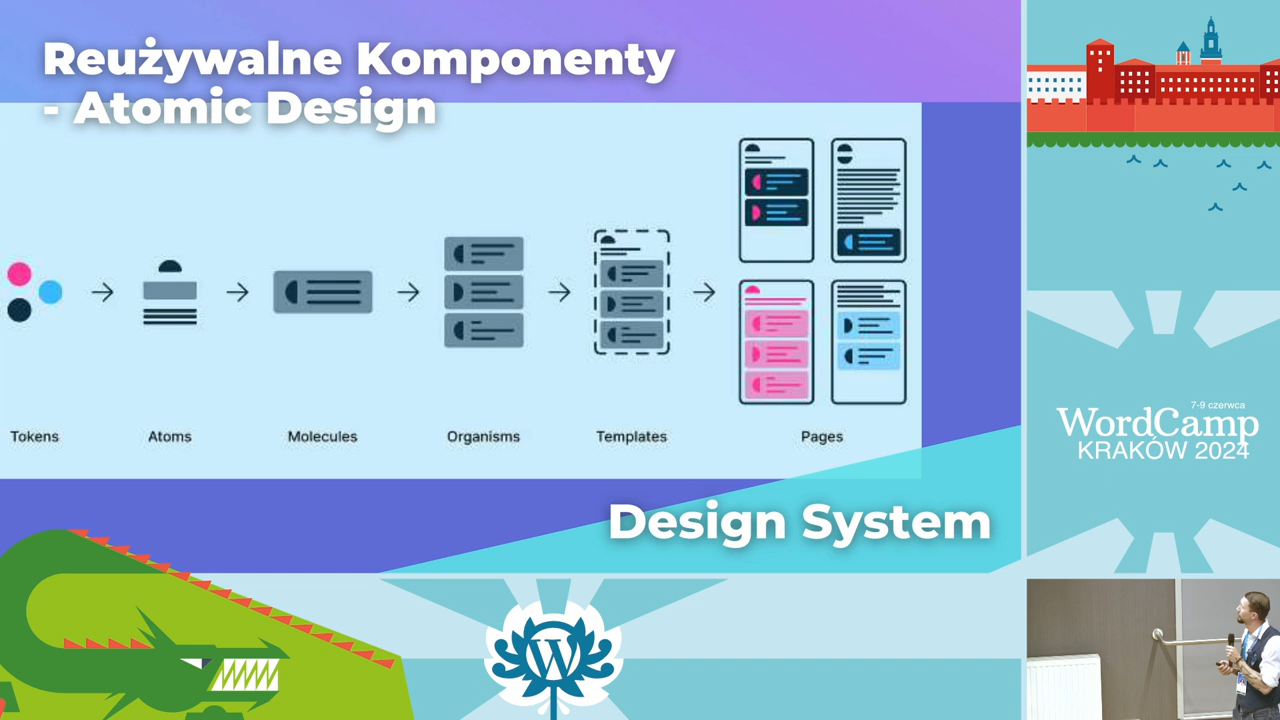 Reużywalne Komponenty
- Atomic Design
Tokens
Atoms
Molecules
Organisms
Templates
Pages
Design System
7-9 czerwca
WordCamp
KRAKÓW 2024
W